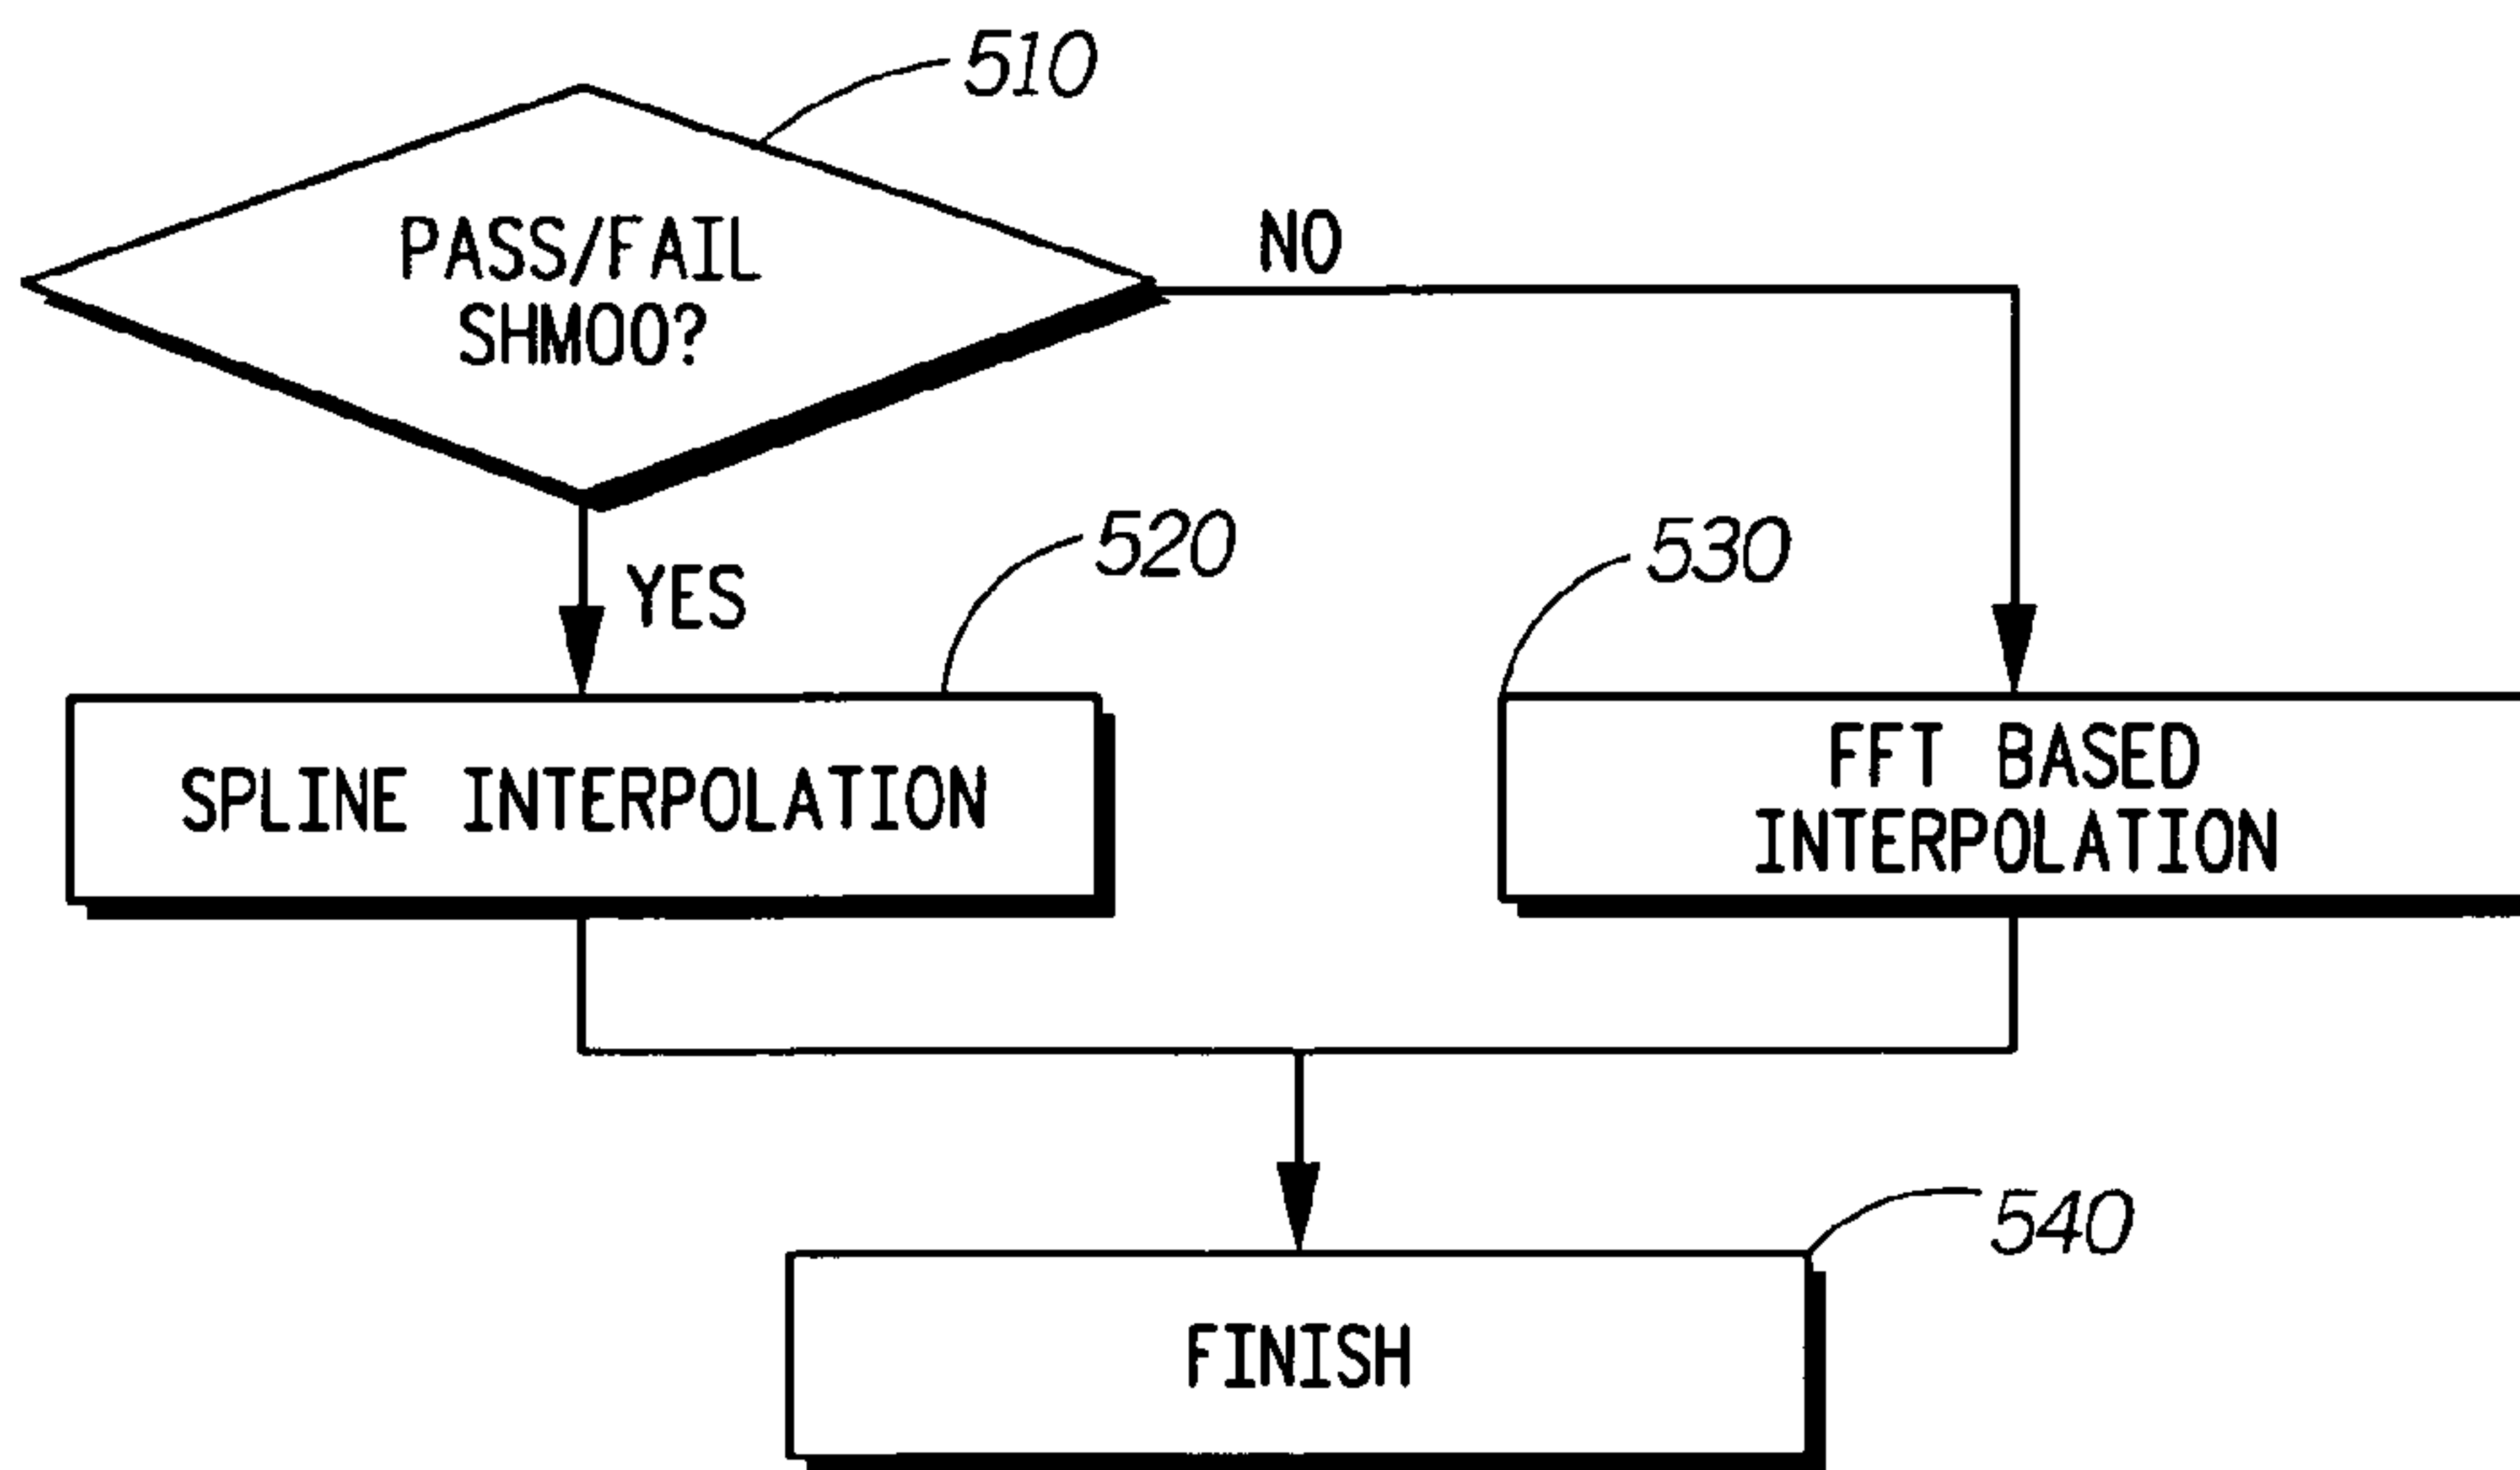 510
PASS/FAIL
SHMOO?
NO
YES
520
530
SPLINE INTERPOLATION
FFT BASED
INTERPOLATION
540
FINISH